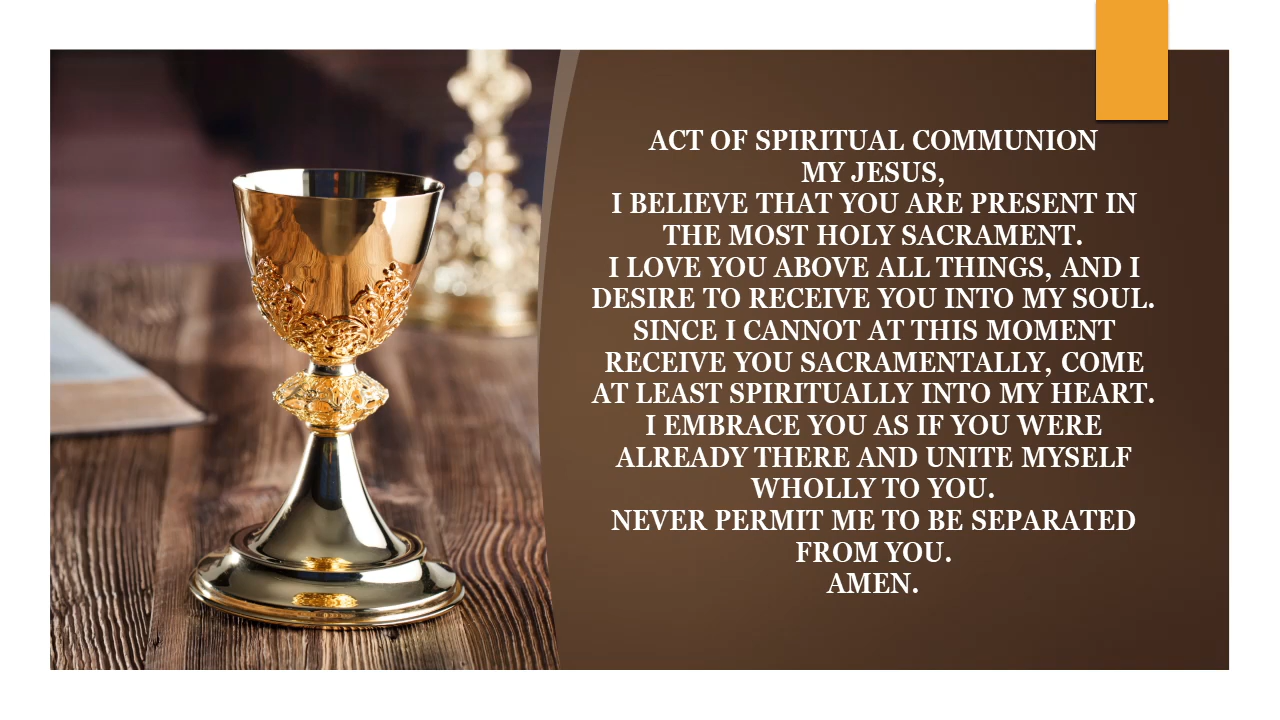 ACT OF SPIRITUAL COMMUNION
MY JESUS,
I BELIEVE THAT YOU ARE PRESENT IN
THE MOST HOLY SACRAMENT.
I LOVE YOU ABOVE ALL THINGS, AND I
DESIRE TO RECEIVE YOU INTO MY SOUL.
SINCE I CANNOT AT THIS MOMENT
RECEIVE YOU SACRAMENTALLY, COME
AT LEAST SPIRITUALLY INTO MY HEART.
I EMBRACE YOU AS IF YOU WERE
ALREADY THERE AND UNITE MYSELF
WHOLLY TO YOU.
NEVER PERMIT ME TO BE SEPARATED
FROM YOU.
AMEN.